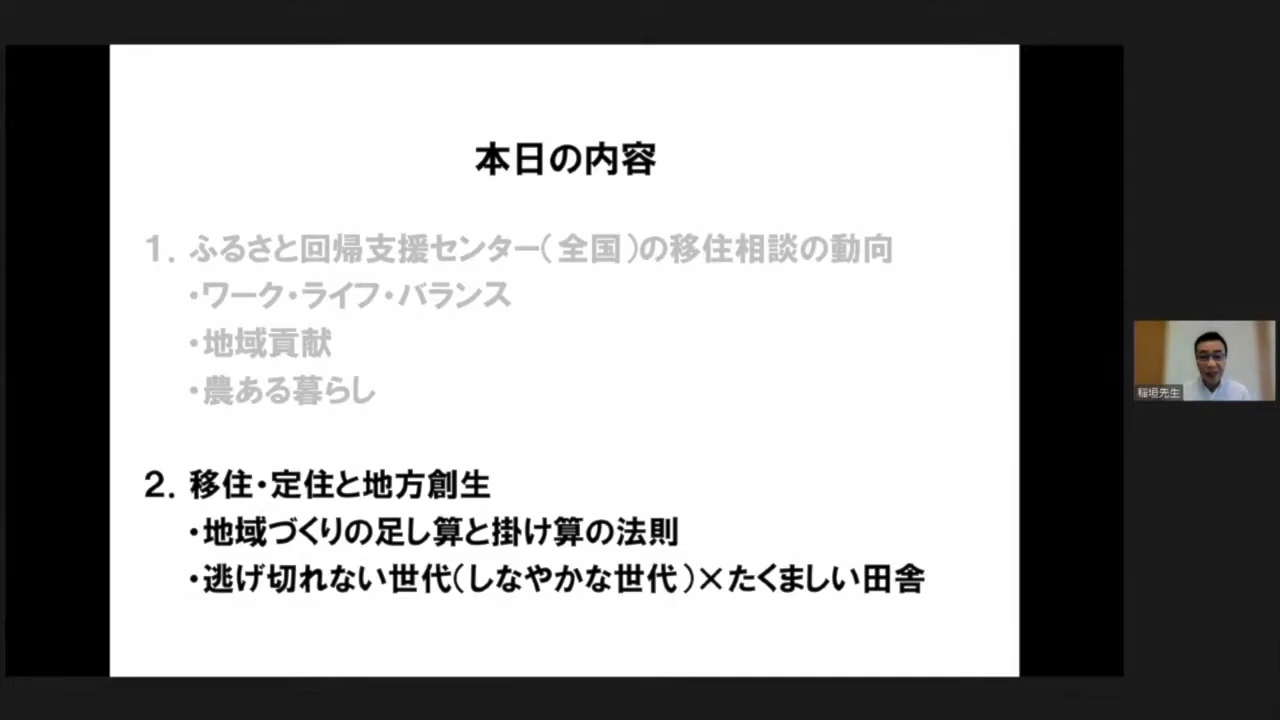 本日の内容
１．ふるさと回帰支援センター（全国）の移住相談の動向
・ワーク・ライフ・バランス
・地域貢献
・農ある暮らし
２．移住・定住と地方創生
・地域づくりの足し算と掛け算の法則
・逃げ切れない世代（しなやかな世代）×たくましい田舎
稲垣先生